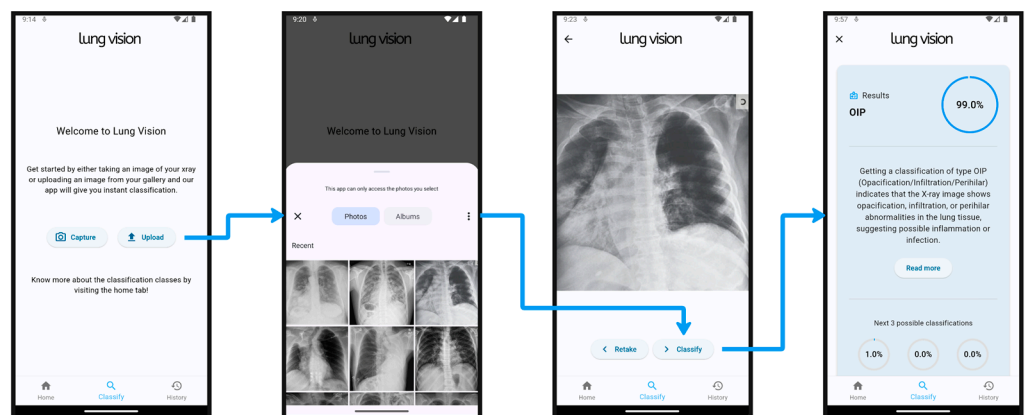 9:14
lung vision
Welcome to Lung Vision
Get started by either taking an image of your xray
or uploading an image from your gallery and our
app will give you instant classification.
Capture
Upload
Know more about the classification classes by
visiting the home tab!
Home
Classify
History
9:20
lung vision
Welcome to Lung Vision
This app can only access the photos you select
Photos
Albums
Recent
9:23
lung vision
Retake
Classify
Home
Classify
History
9:57
lung vision
Results
OIP
99.0%
Getting a classification of type OIP
(Opacification/Infiltration/Perihilar)
indicates that the X-ray image shows
opacification, infiltration, or perihilar
abnormalities in the lung tissue,
suggesting possible inflammation or
infection.
Read more
Next 3 possible classifications
1.0%
0.0%
0.0%
Home
Classify
History